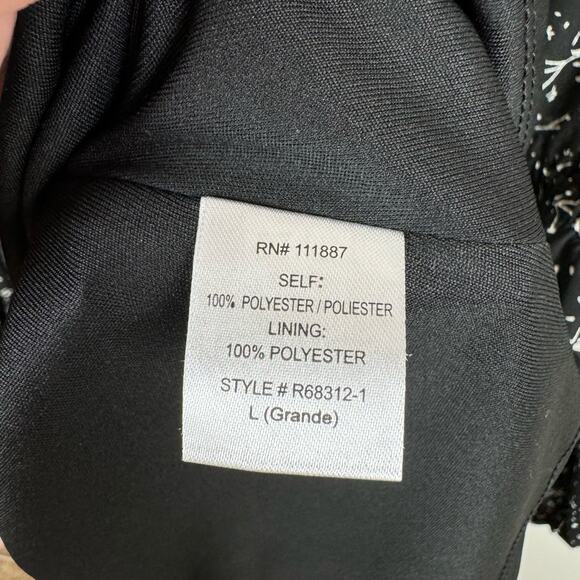 RN# 111887
SELF:
100% POLYESTER / POLIESTER
LINING:
100% POLYESTER
STYLE # R68312-1
L (Grande)